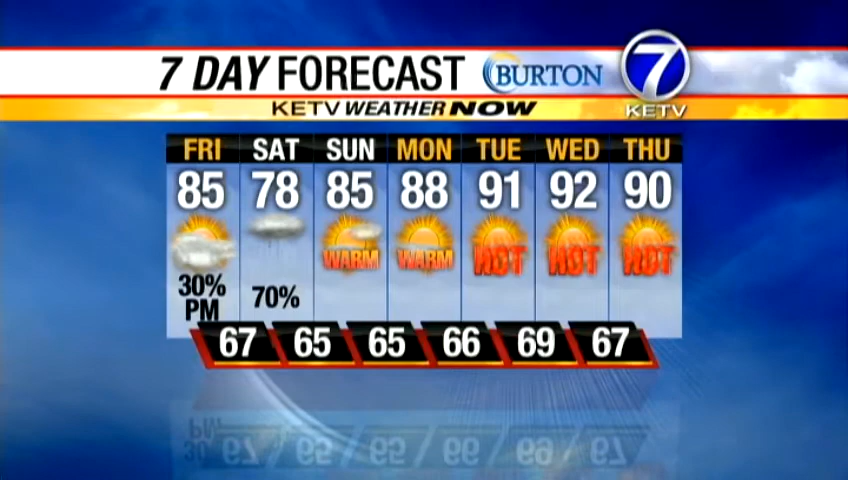 7 DAY FORECAST BURTON 7
KETV WEATHER NOW KETV
FRI SAT SUN MON TUE WED THU
85 78 85 88 91 92 90
WARM WARM HOT HOT HOT
30% PM 70%
67 65 65 66 69 67